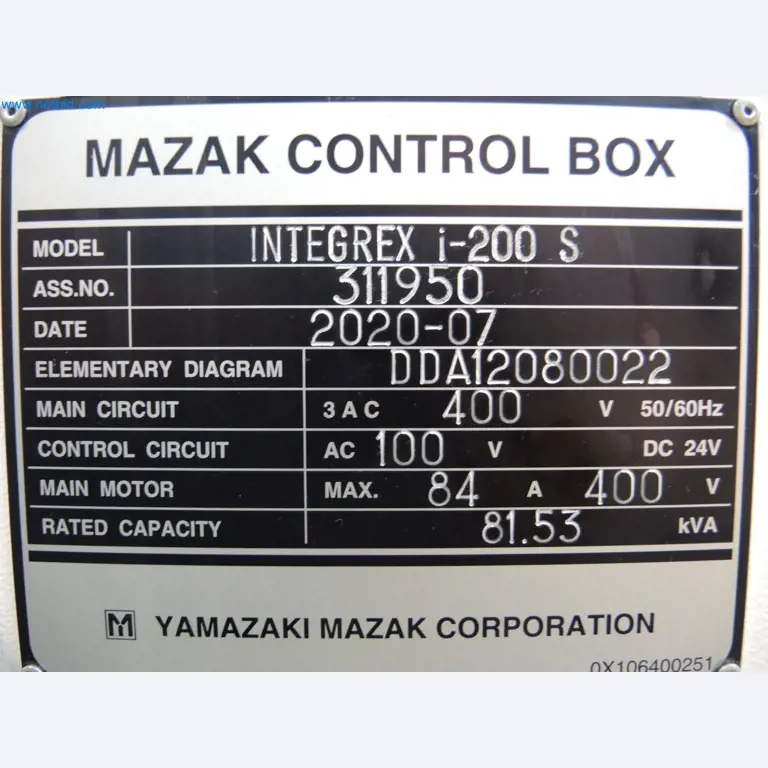 MAZAK CONTROL BOX
MODEL INTEGREX i-200 S
ASS.NO. 311950
DATE 2020-07
ELEMENTARY DIAGRAM DDA12080022
MAIN CIRCUIT 3AC 400 V 50/60Hz
CONTROL CIRCUIT AC 100 V DC 24V
MAIN MOTOR MAX. 84 A 400 V
RATED CAPACITY 81.53 kVA
M YAMAZAKI MAZAK CORPORATION
0X106400251